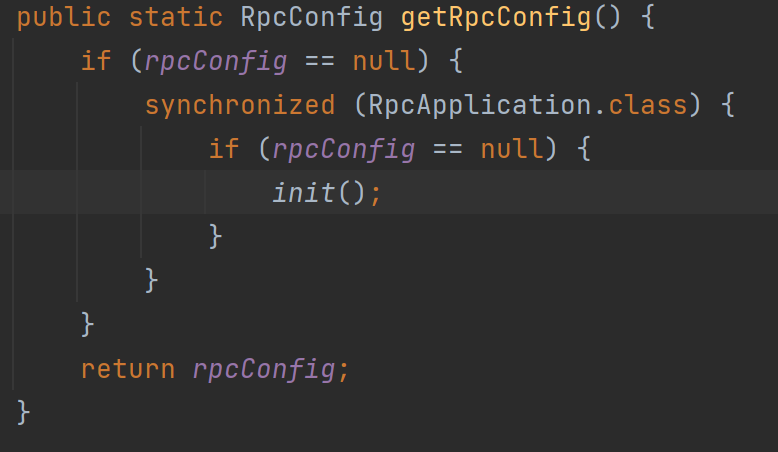 public static RpcConfig getRpcConfig() {
    if (rpcConfig == null) {
        synchronized (RpcApplication.class) {
            if (rpcConfig == null) {
                init();
            }
        }
    }
    return rpcConfig;
}